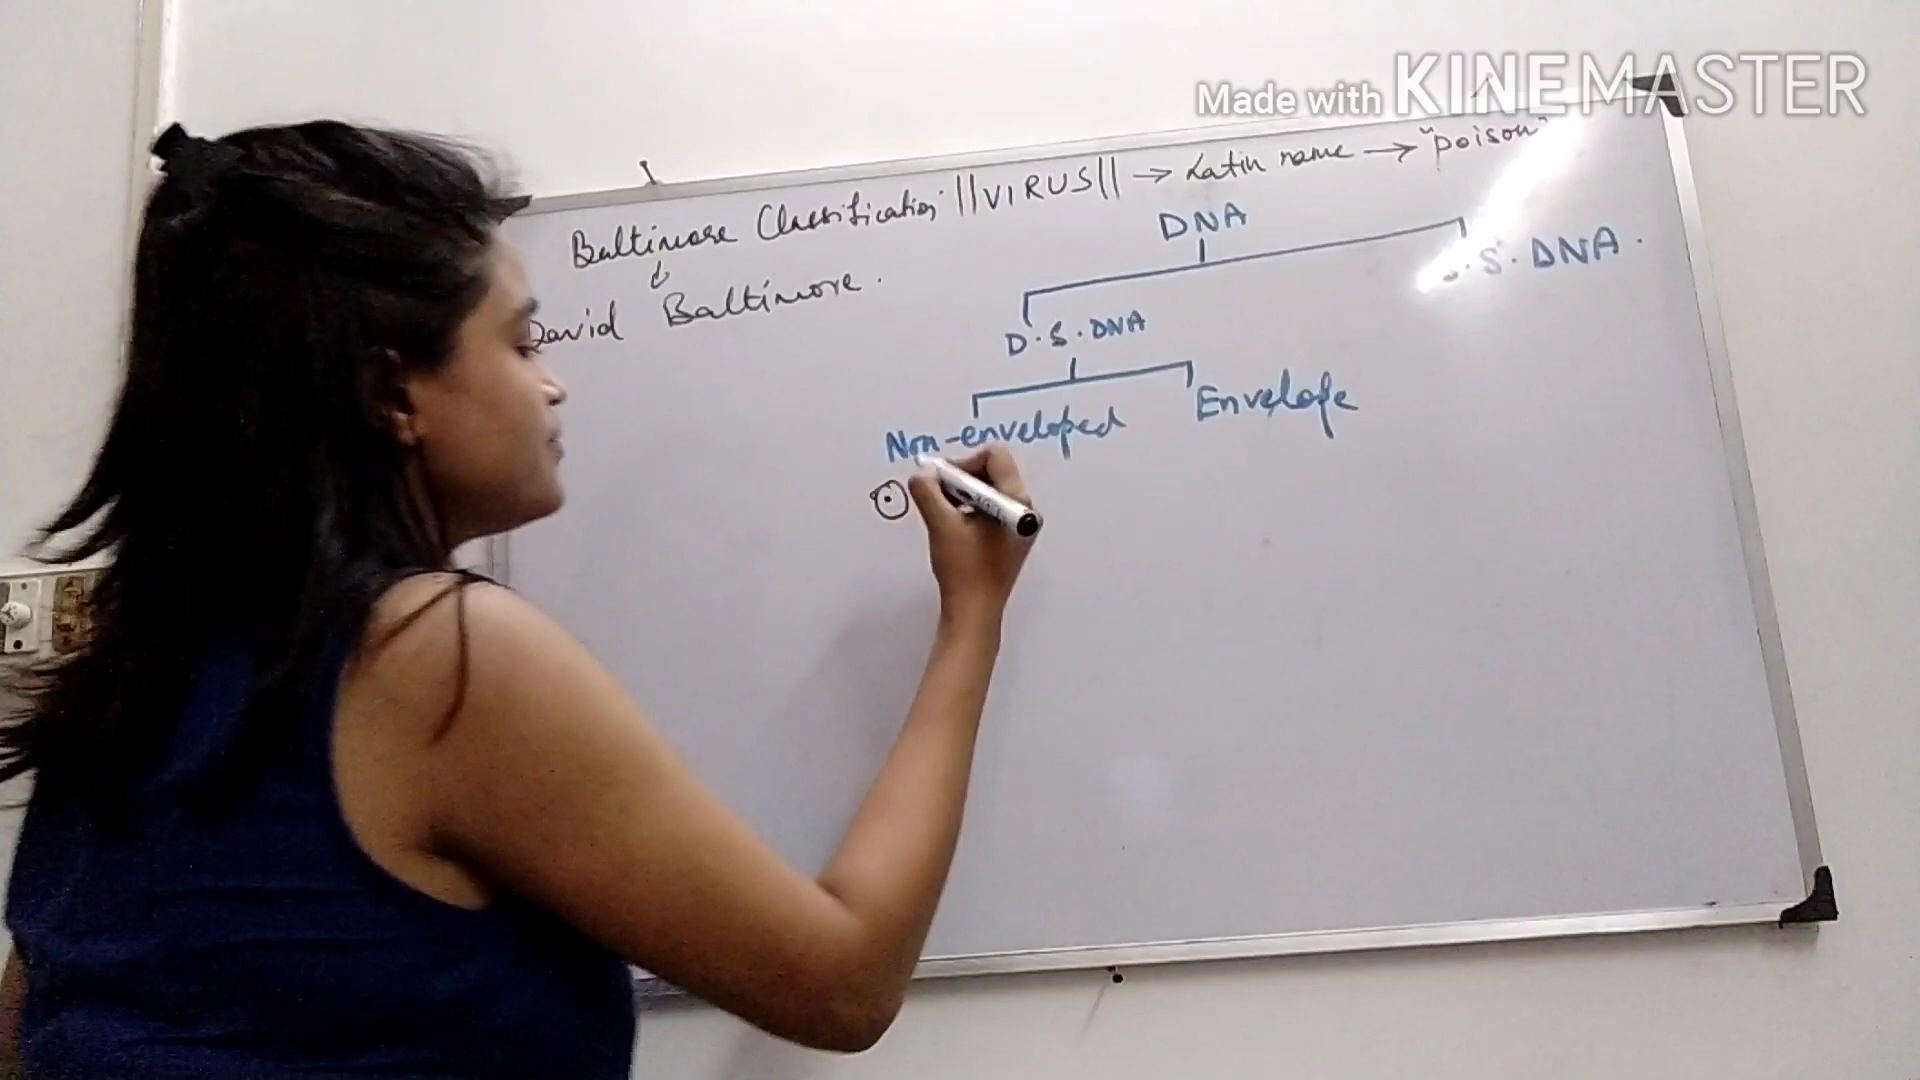 Made with KINEMASTER
Baltimore Classification ||VIRUS|| → Latin name → "poison"
David Baltimore.
DNA
D.S.DNA
S.DNA.
Non-enveloped
Envelope